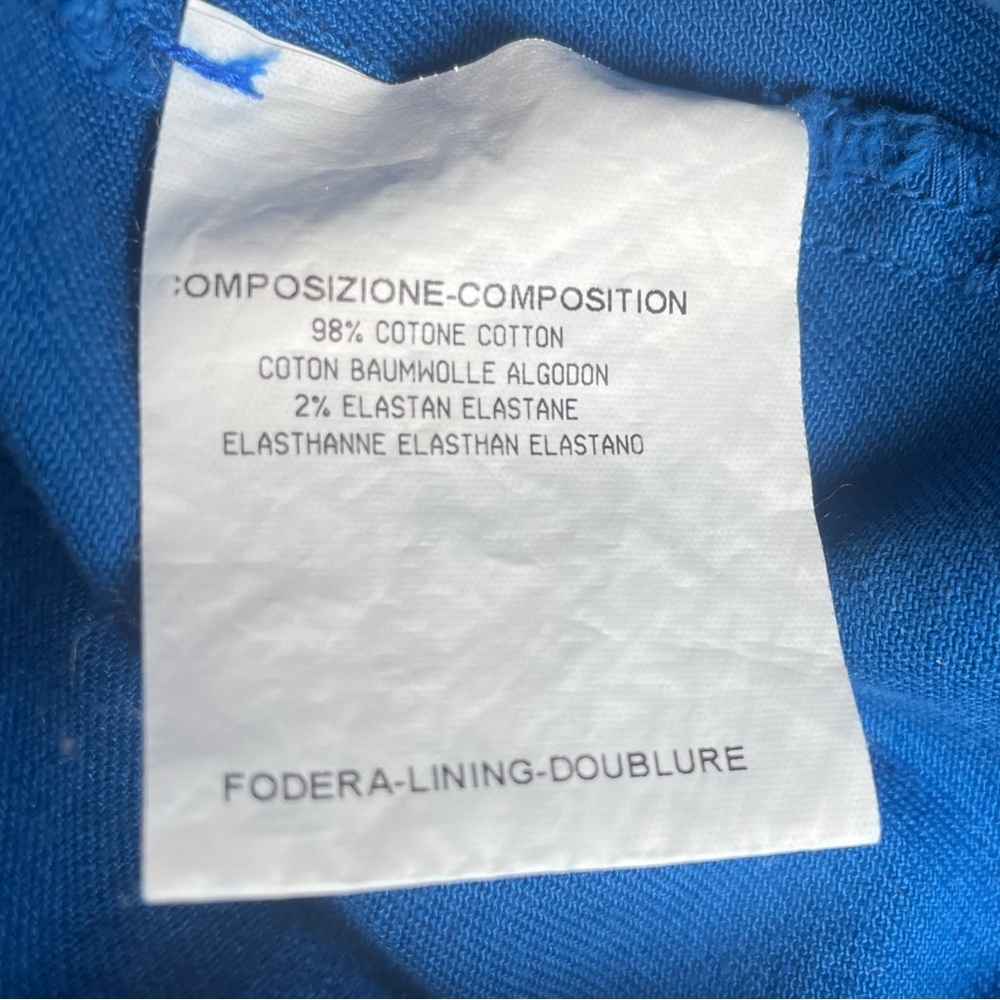 COMPOSIZIONE-COMPOSITION
98% COTONE COTTON
COTON BAUMWOLLE ALGODON
2% ELASTAN ELASTANE
ELASTHANNE ELASTHAN ELASTANO
FODERA-LINING-DOUBLURE